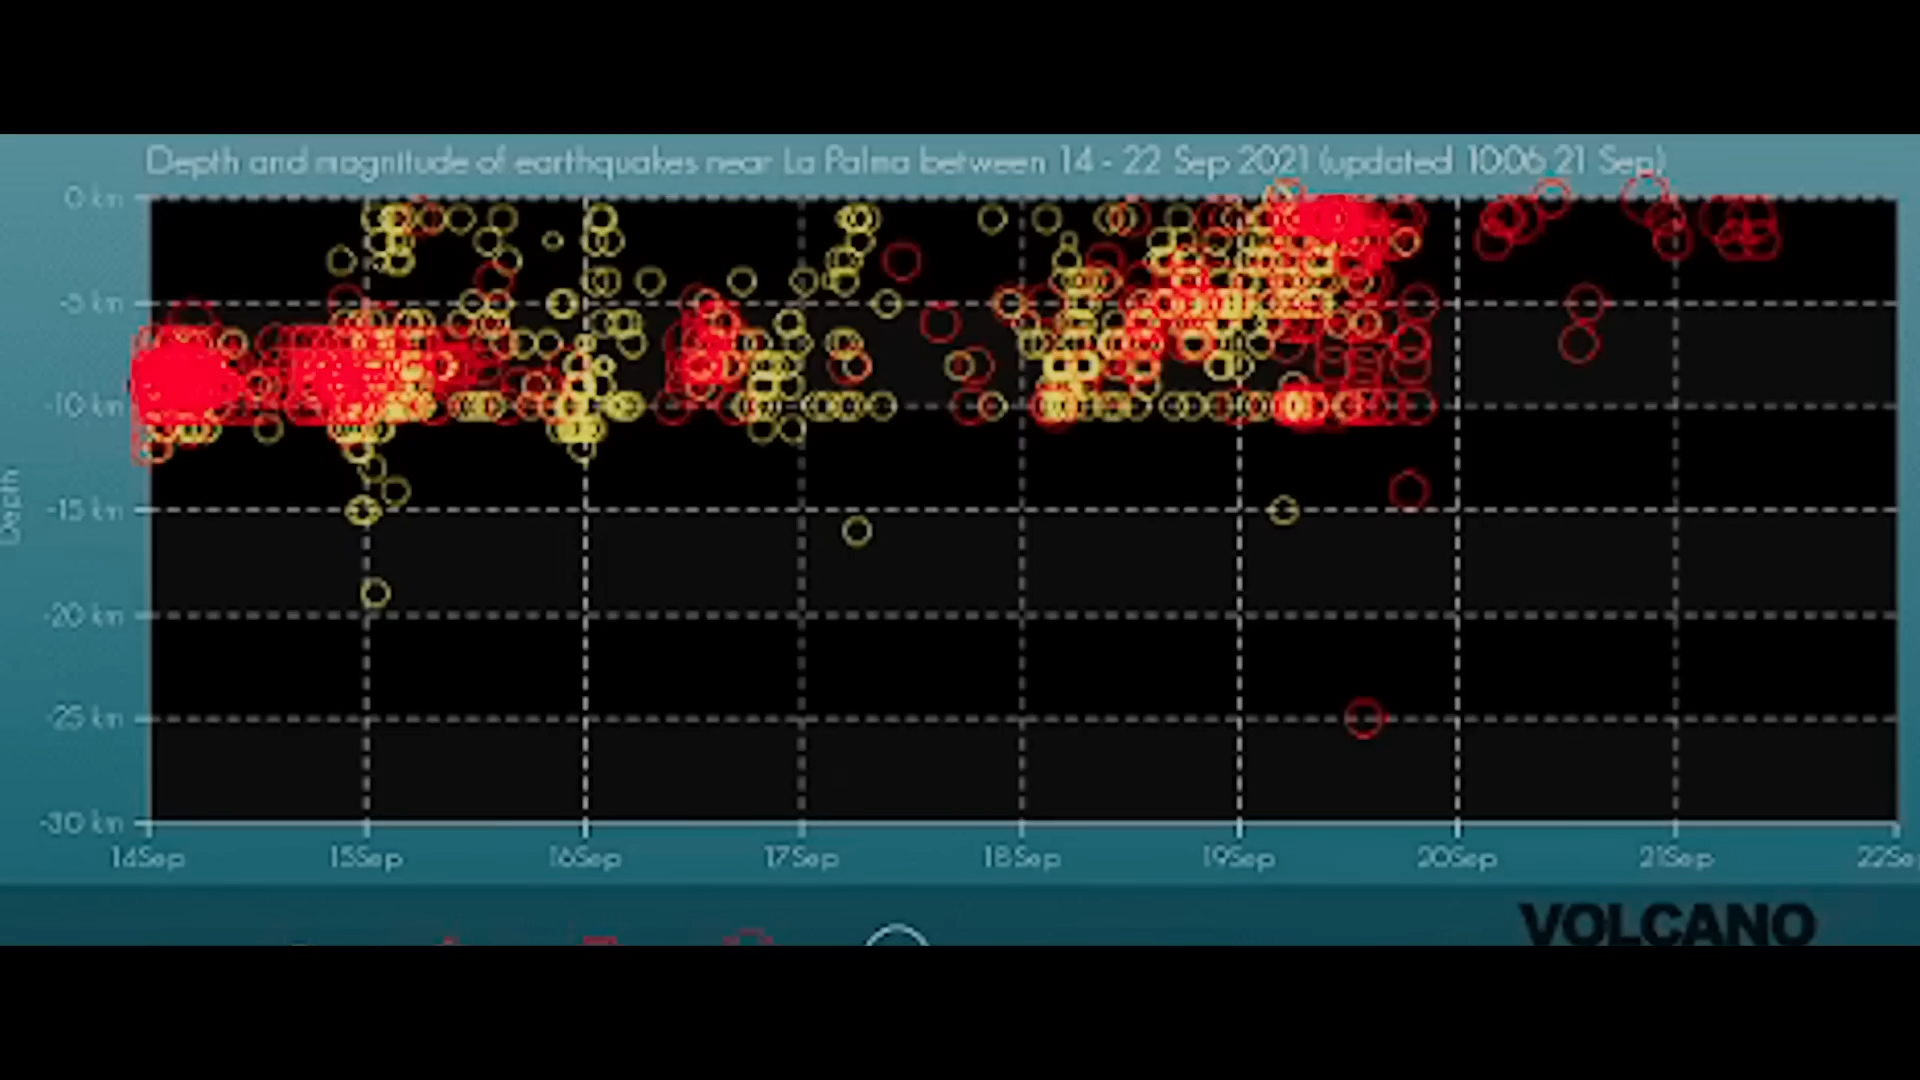 Depth and magnitude of earthquakes near La Palma between 14 - 22 Sep 2021 (updated 10:06 21 Sep)
0 km
-5 km
-10 km
-15 km
-20 km
-25 km
-30 km
Depth
14Sep 15Sep 16Sep 17Sep 18Sep 19Sep 20Sep 21Sep 22Se
VOLCANO